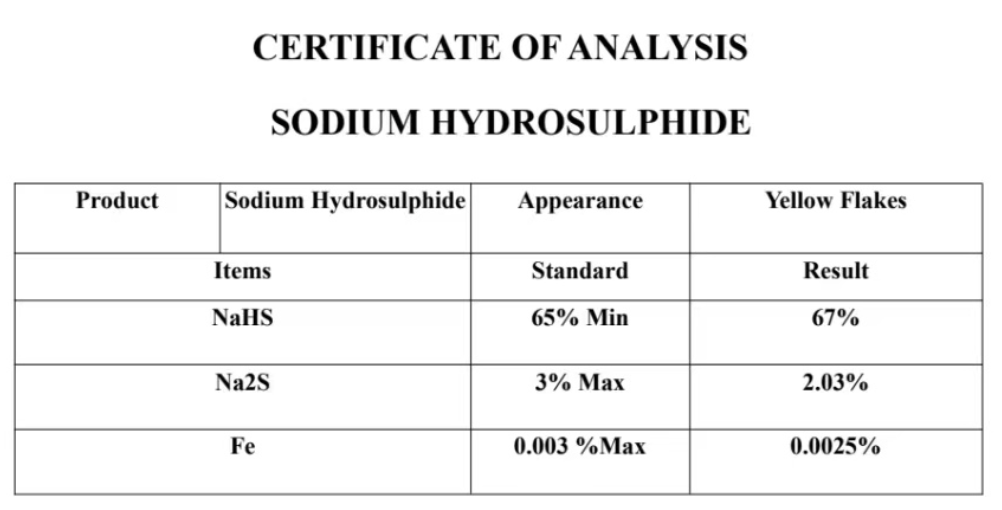 CERTIFICATE OF ANALYSIS
SODIUM HYDROSULPHIDE
Product Sodium Hydrosulphide Appearance Yellow Flakes
Items Standard Result
NaHS 65% Min 67%
Na2S 3% Max 2.03%
Fe 0.003 %Max 0.0025%